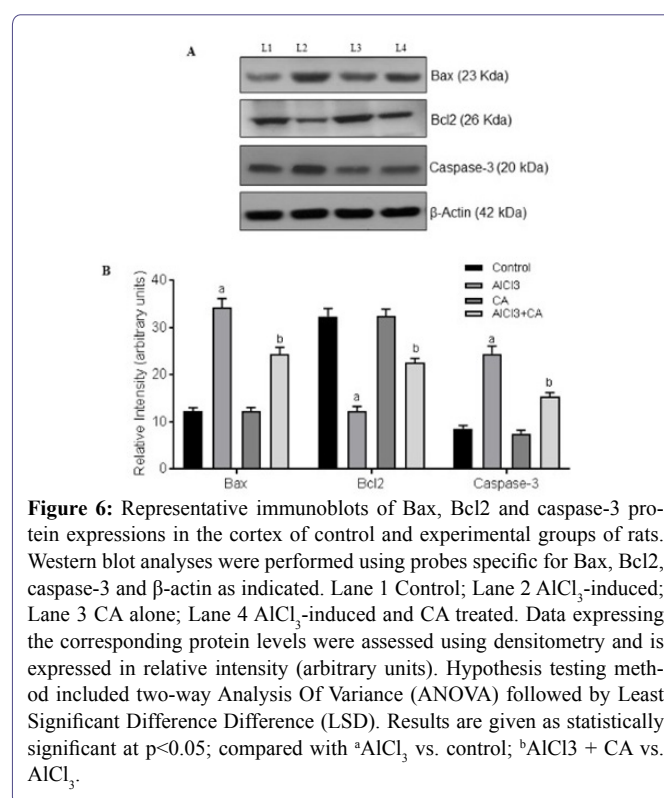 A
L1 L2 L3 L4
Bax (23 Kda)
Bcl2 (26 Kda)
Caspase-3 (20 kDa)
β-Actin (42 kDa)
B
Relative Intensity (arbitrary units)
40
30
20
10
0
Control
AlCl3
CA
AlCl3+CA
a
b
a
b
a
b
Bax Bcl2 Caspase-3
Figure 6: Representative immunoblots of Bax, Bcl2 and caspase-3 pro-
tein expressions in the cortex of control and experimental groups of rats.
Western blot analyses were performed using probes specific for Bax, Bcl2,
caspase-3 and β-actin as indicated. Lane 1 Control; Lane 2 AlCl₃-induced;
Lane 3 CA alone; Lane 4 AlCl₃-induced and CA treated. Data expressing
the corresponding protein levels were assessed using densitometry and is
expressed in relative intensity (arbitrary units). Hypothesis testing meth-
od included two-way Analysis Of Variance (ANOVA) followed by Least
Significant Difference Difference (LSD). Results are given as statistically
significant at p<0.05; compared with ᵃAlCl₃ vs. control; ᵇAlCl3 + CA vs.
AlCl₃.